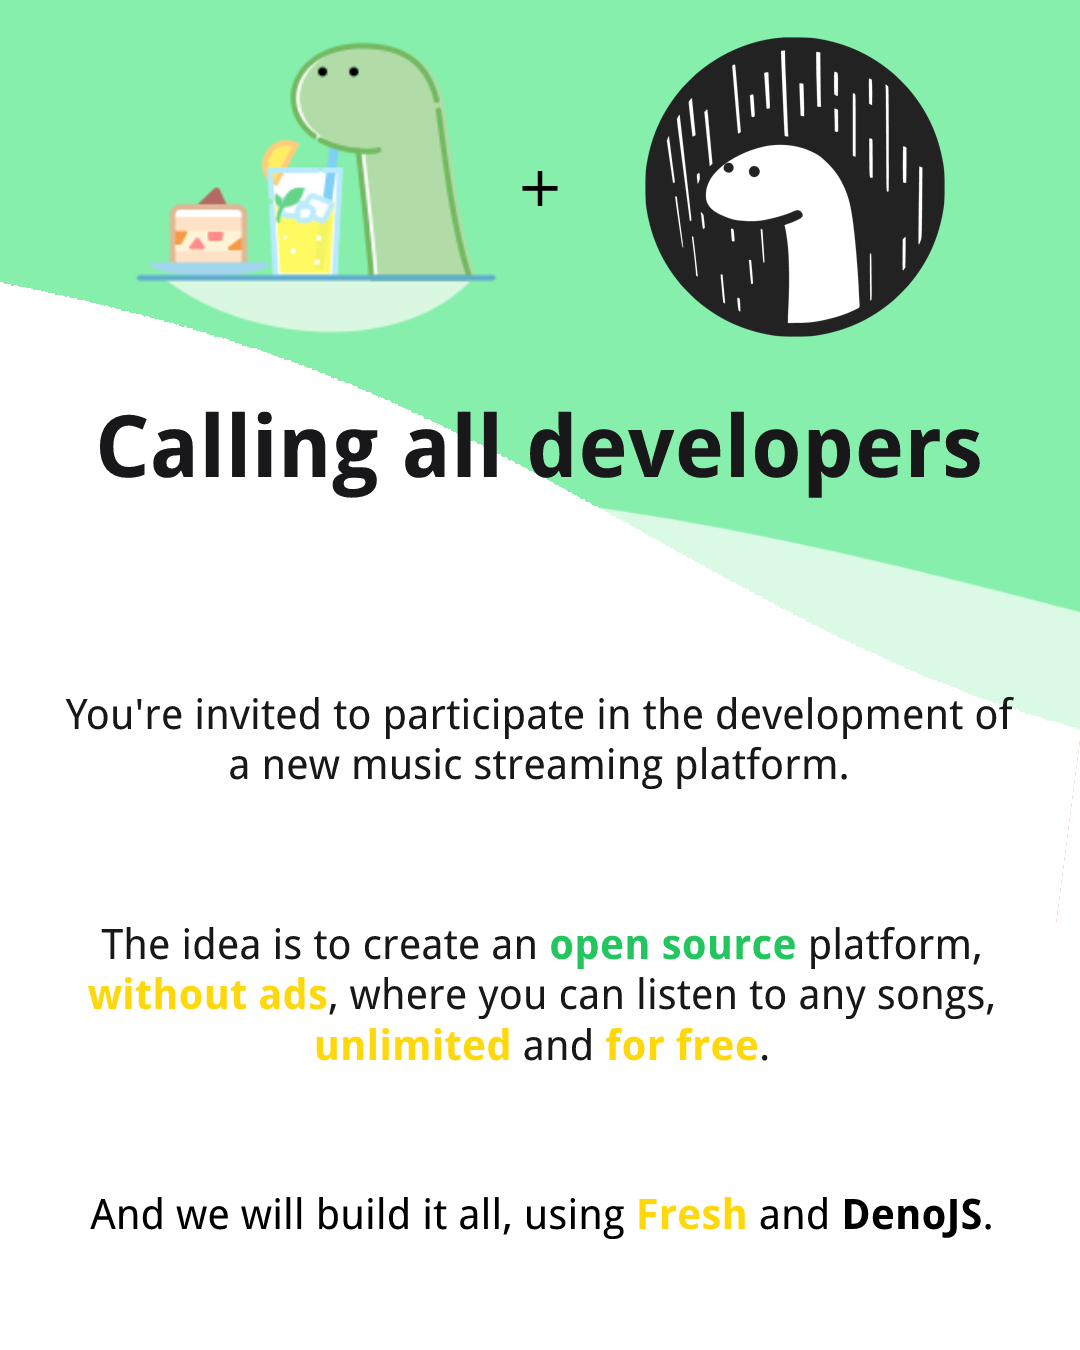 +
Calling all developers
You're invited to participate in the development of
a new music streaming platform.
The idea is to create an open source platform,
without ads, where you can listen to any songs,
unlimited and for free.
And we will build it all, using Fresh and DenoJS.